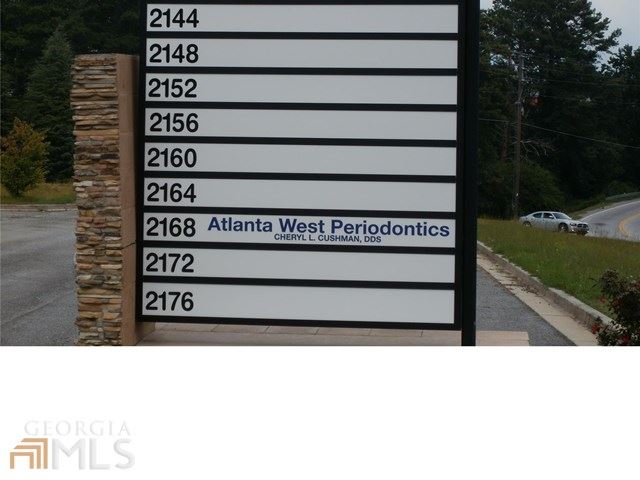 2144
2148
2152
2156
2160
2164
2168 Atlanta West Periodontics
CHERYL L. CUSHMAN, DDS
2172
2176
GEORGIA
MLS